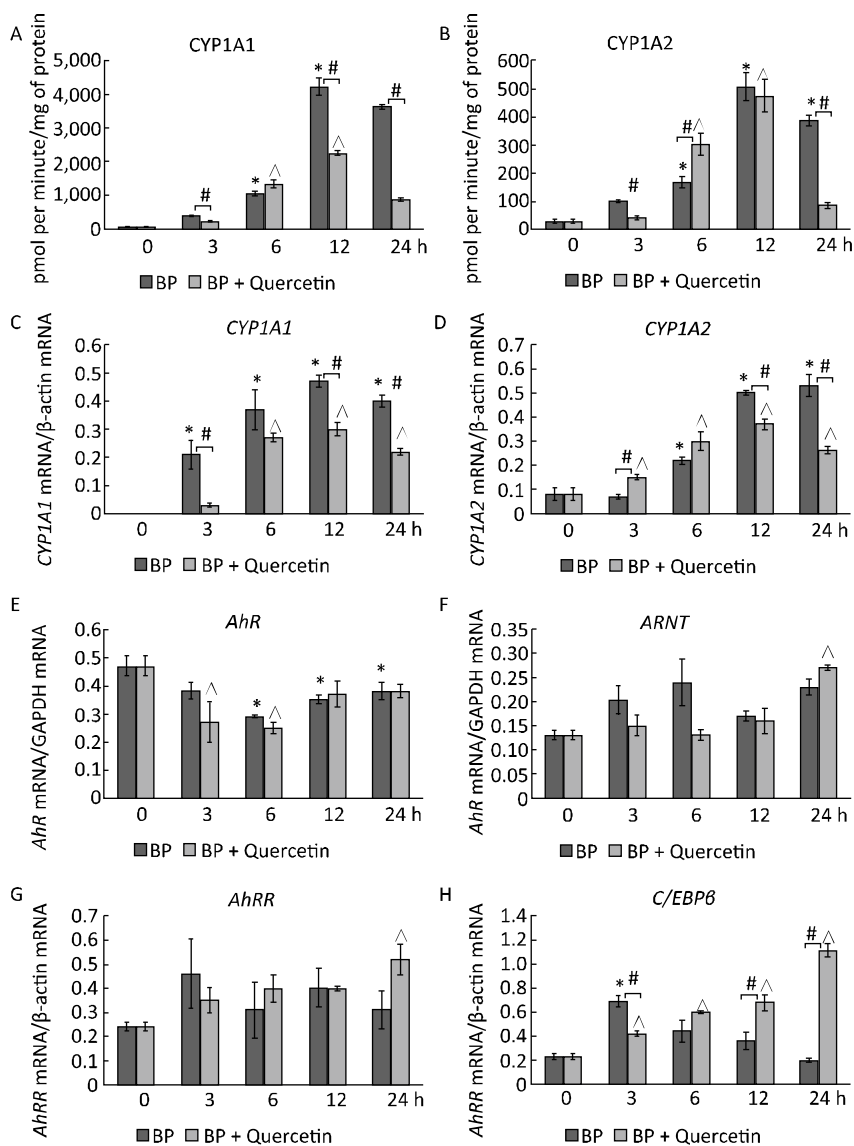 A
CYP1A1
pmol per minute/mg of protein
5,000
4,000
3,000
2,000
1,000
0
* # * ^ # * # ^ #
0 3 6 12 24 h
BP BP + Quercetin
B
CYP1A2
pmol per minute/mg of protein
600
500
400
300
200
100
0
# * # ^ * ^ * #
0 3 6 12 24 h
BP BP + Quercetin
C
CYP1A1
CYP1A1 mRNA/β-actin mRNA
0.6
0.5
0.4
0.3
0.2
0.1
0
* # * ^ * # ^ * # ^
0 3 6 12 24 h
BP BP + Quercetin
D
CYP1A2
CYP1A2 mRNA/β-actin mRNA
0.7
0.6
0.5
0.4
0.3
0.2
0.1
0
# ^ * ^ * # ^ * # ^
0 3 6 12 24 h
BP BP + Quercetin
E
AhR
AhR mRNA/GAPDH mRNA
0.6
0.5
0.4
0.3
0.2
0.1
0
^ * ^ * *
0 3 6 12 24 h
BP BP + Quercetin
F
ARNT
AhR mRNA/GAPDH mRNA
0.35
0.30
0.25
0.20
0.15
0.10
0.05
0
^
0 3 6 12 24 h
BP BP + Quercetin
G
AhRR
AhRR mRNA/β-actin mRNA
0.7
0.6
0.5
0.4
0.3
0.2
0.1
0
^
0 3 6 12 24 h
BP BP + Quercetin
H
C/EBPβ
AhRR mRNA/β-actin mRNA
1.4
1.2
1.0
0.8
0.6
0.4
0.2
0
* # ^ ^ # ^ # ^
0 3 6 12 24 h
BP BP + Quercetin